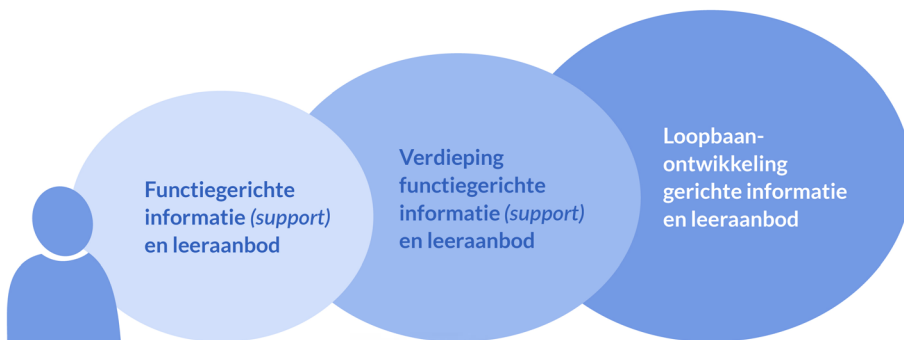 Functiegerichte
informatie (support)
en leeraanbod
Verdieping
functiegerichte
informatie (support)
en leeraanbod
Loopbaan-
ontwikkeling
gerichte informatie
en leeraanbod